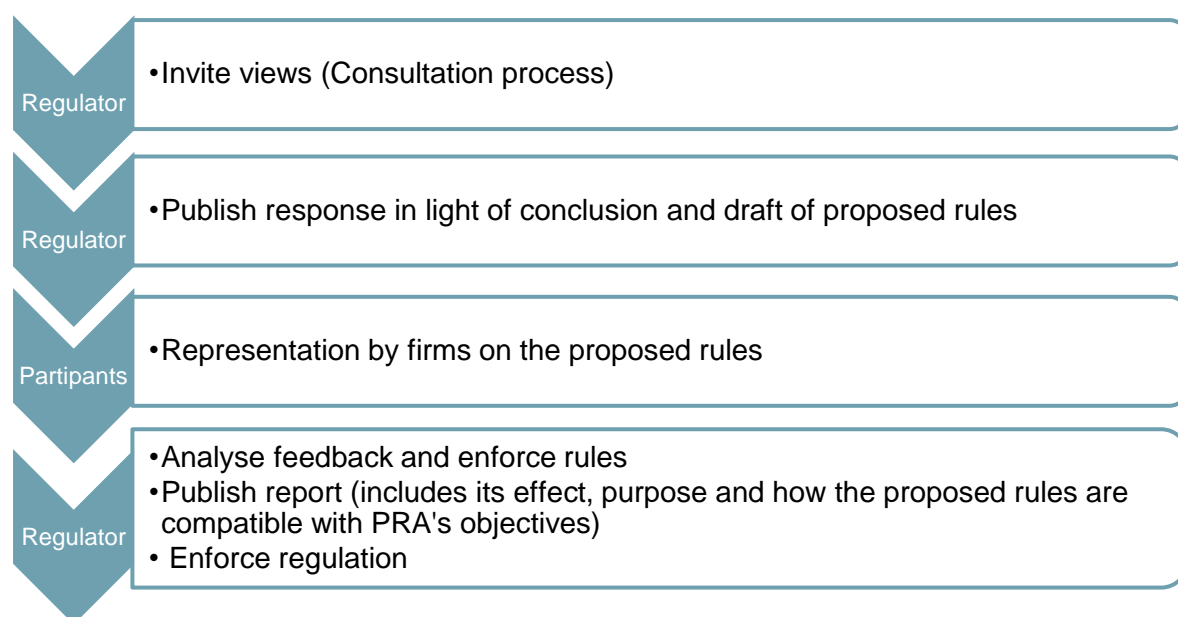 Regulator
•Invite views (Consultation process)
Regulator
•Publish response in light of conclusion and draft of proposed rules
Partipants
•Representation by firms on the proposed rules
Regulator
•Analyse feedback and enforce rules
•Publish report (includes its effect, purpose and how the proposed rules are
compatible with PRA's objectives)
• Enforce regulation